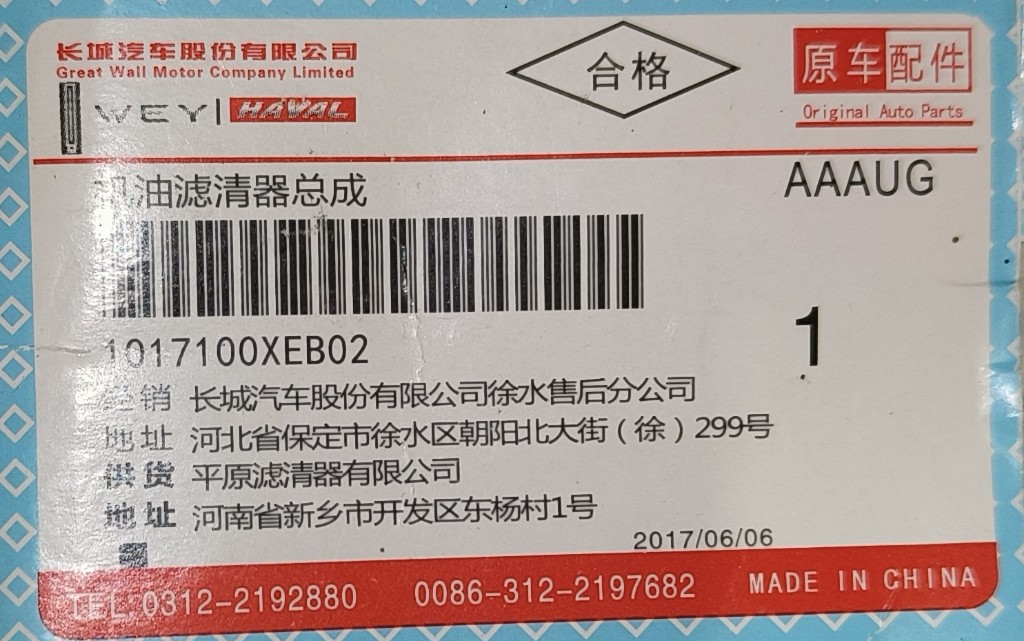 长城汽车股份有限公司
Great Wall Motor Company Limited
WEY | HAVAL
合格
原车配件
Original Auto Parts
机油滤清器总成
AAAUG
1017100XEB02
1
经销 长城汽车股份有限公司徐水售后分公司
地址 河北省保定市徐水区朝阳北大街（徐）299号
供货 平原滤清器有限公司
地址 河南省新乡市开发区东杨村1号
2017/06/06
TEL 0312-2192880 0086-312-2197682 MADE IN CHINA